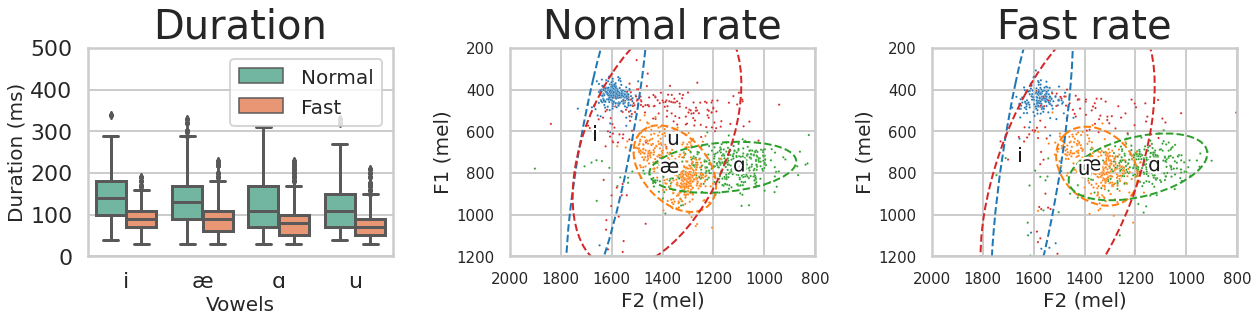 Duration
Duration (ms)
500
400
300
200
100
0
Normal
Fast
i
æ
ɑ
u
Vowels
Normal rate
F1 (mel)
200
400
600
800
1000
1200
i
u
æ
ɑ
2000
1800
1600
1400
1200
1000
800
F2 (mel)
Fast rate
F1 (mel)
200
400
600
800
1000
1200
i
æ
u
ɑ
2000
1800
1600
1400
1200
1000
800
F2 (mel)